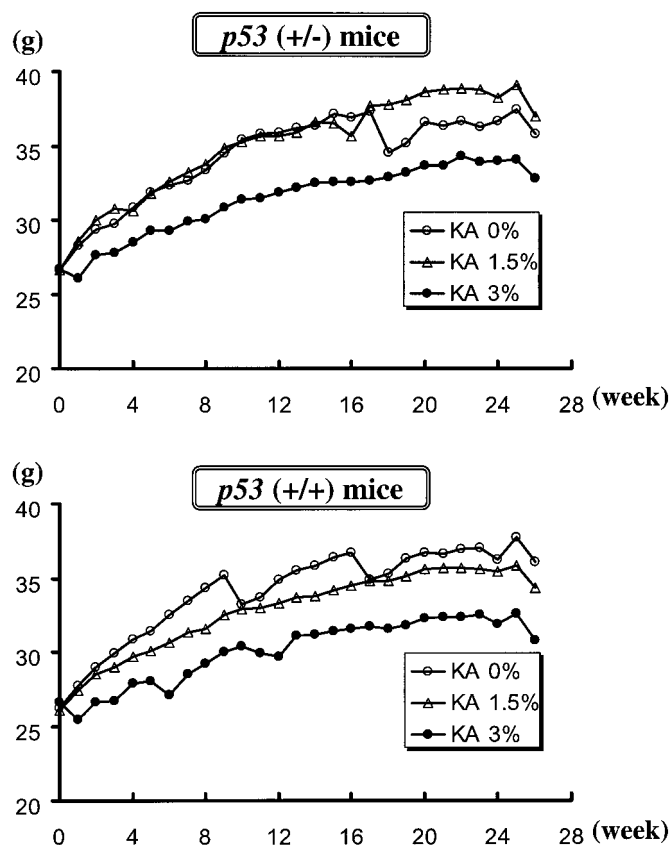 p53 (+/-) mice
(g)
40
35
30
25
20
KA 0%
KA 1.5%
KA 3%
0 4 8 12 16 20 24 28 (week)
p53 (+/+) mice
(g)
40
35
30
25
20
KA 0%
KA 1.5%
KA 3%
0 4 8 12 16 20 24 28 (week)